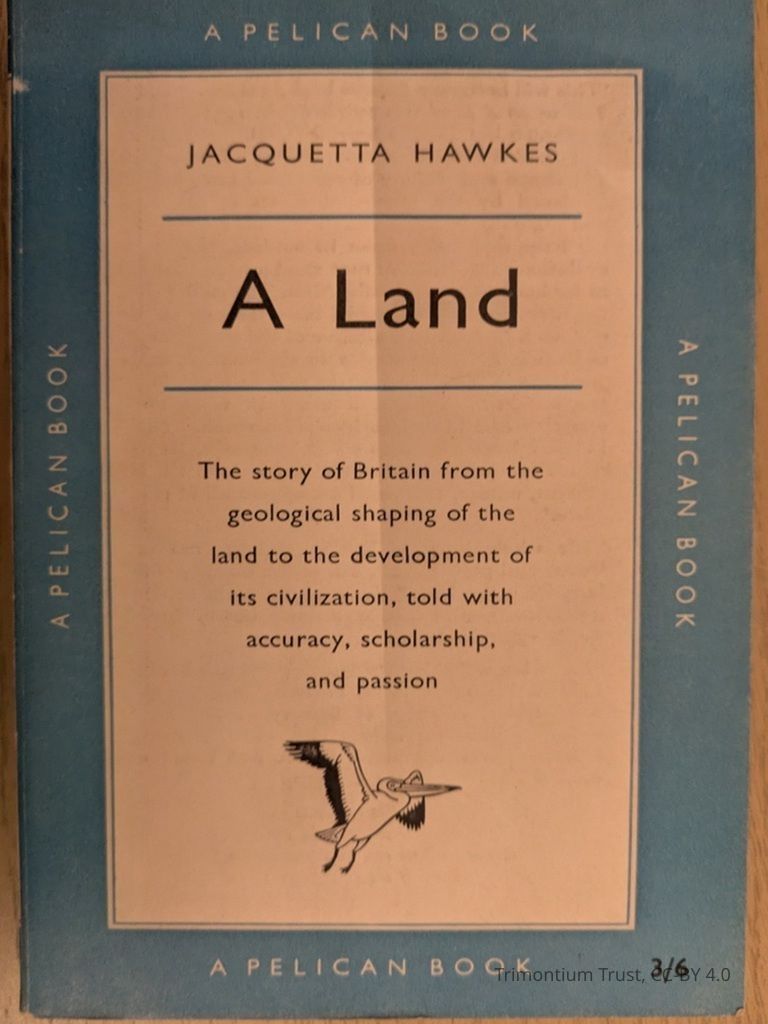 A PELICAN BOOK
JACQUETTA HAWKES
A Land
A PELICAN BOOK
A PELICAN BOOK
The story of Britain from the
geological shaping of the
land to the development of
its civilization, told with
accuracy, scholarship,
and passion
A PELICAN BOOK
3/6
Trimontium Trust, CC BY 4.0